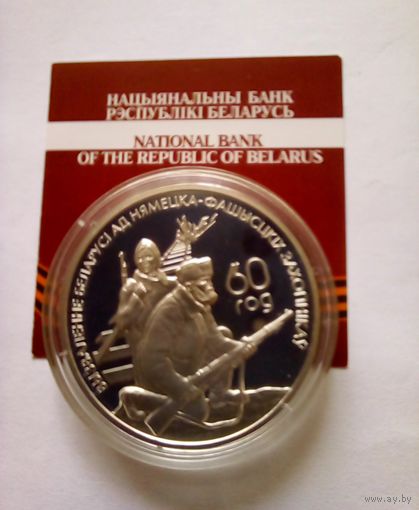 НАЦЫЯНАЛЬНЫ БАНК
РЭСПУБЛІКІ БЕЛАРУСЬ
NATIONAL BANK
OF THE REPUBLIC OF BELARUS
ВЫЗВАЛЕННЕ БЕЛАРУСІ АД НЯМЕЦКА-ФАШЫСЦКІХ ЗАХОПНІКАЎ
60
год
www.ay.by